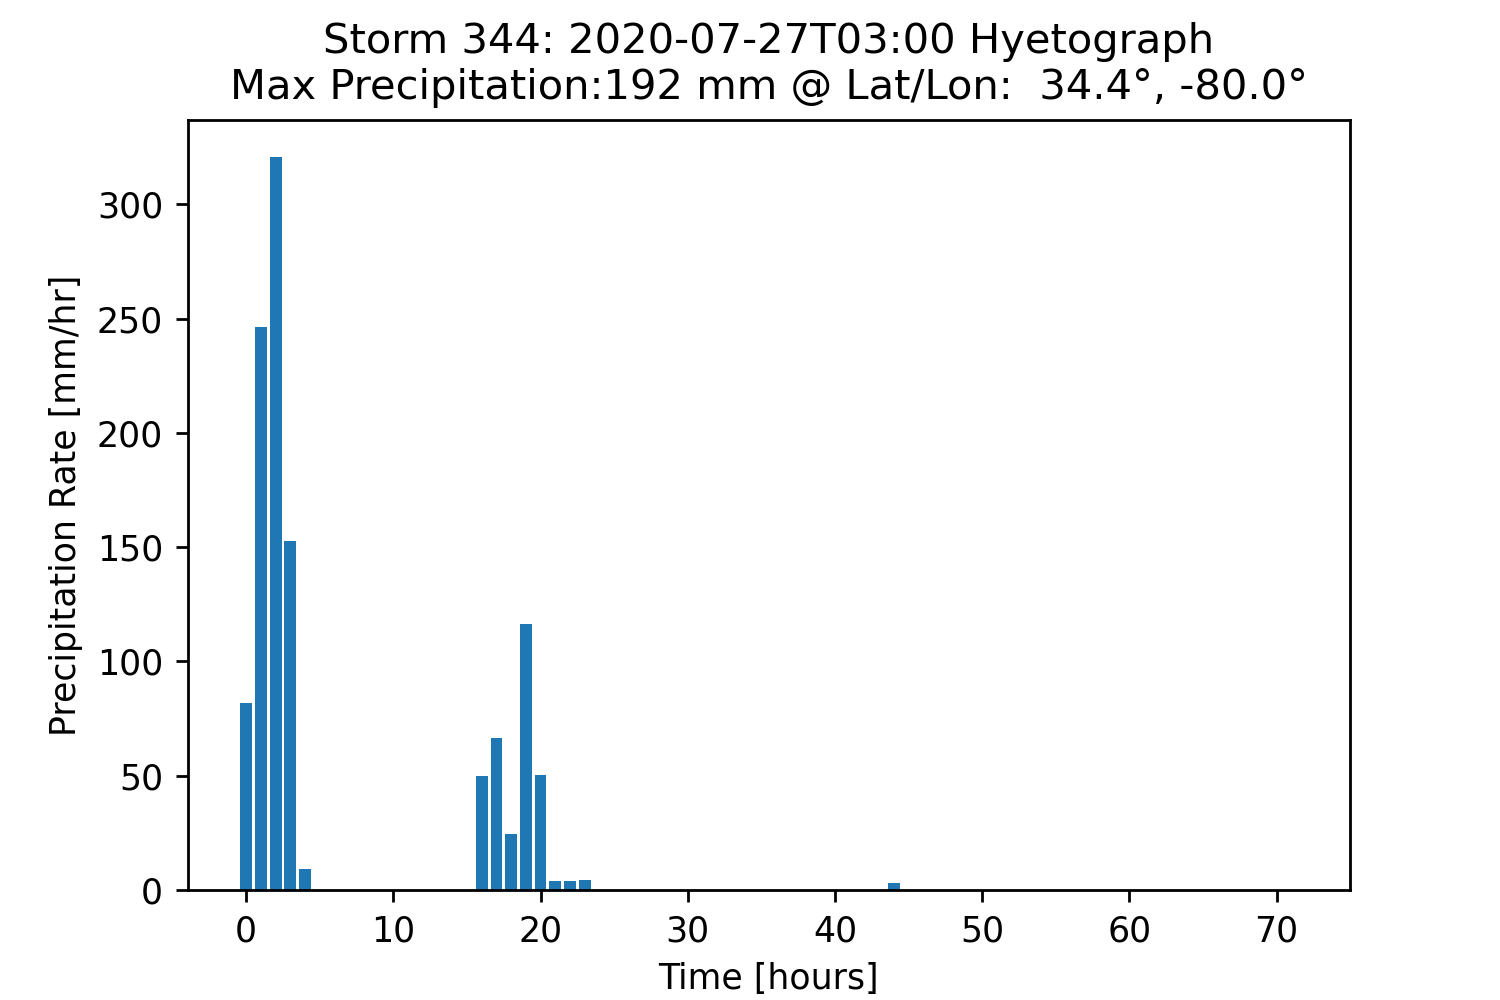 Storm 344: 2020-07-27T03:00 Hyetograph
Max Precipitation:192 mm @ Lat/Lon:  34.4°, -80.0°
Precipitation Rate [mm/hr]
300
250
200
150
100
50
0
0 10 20 30 40 50 60 70
Time [hours]